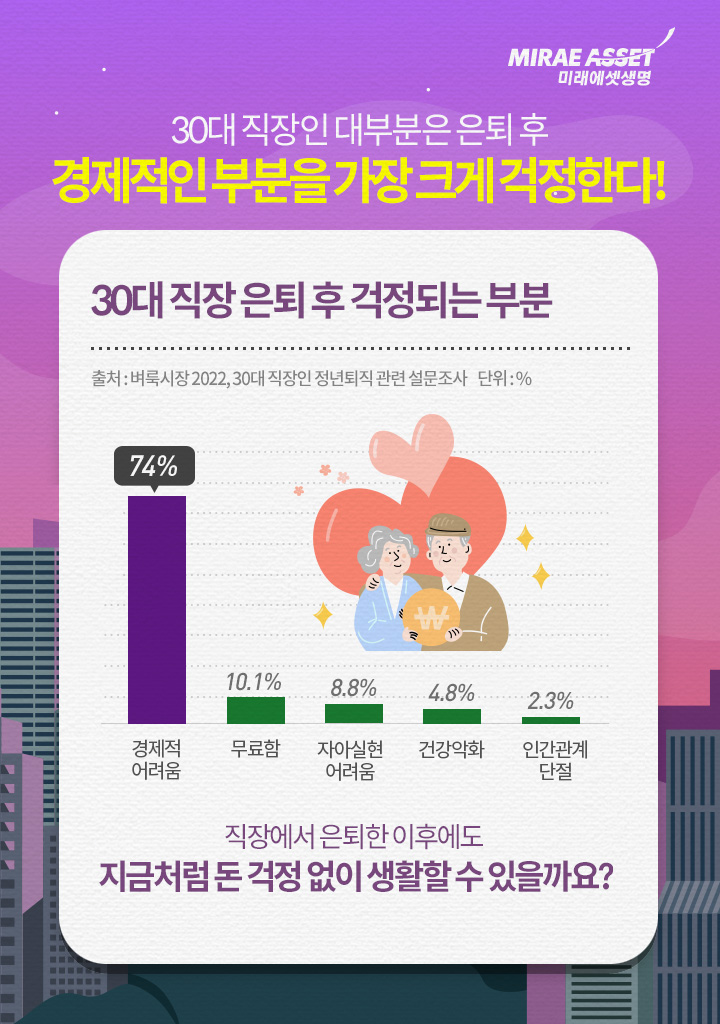 MIRAE ASSET
미래에셋생명
30대 직장인 대부분은 은퇴 후
경제적인 부분을 가장 크게 걱정한다!
30대 직장 은퇴 후 걱정되는 부분
출처 : 벼룩시장 2022, 30대 직장인 정년퇴직 관련 설문조사 단위 : %
74%
10.1%
8.8%
4.8%
2.3%
₩
경제적
어려움
무료함
자아실현
어려움
건강악화
인간관계
단절
직장에서 은퇴한 이후에도
지금처럼 돈 걱정 없이 생활할 수 있을까요?